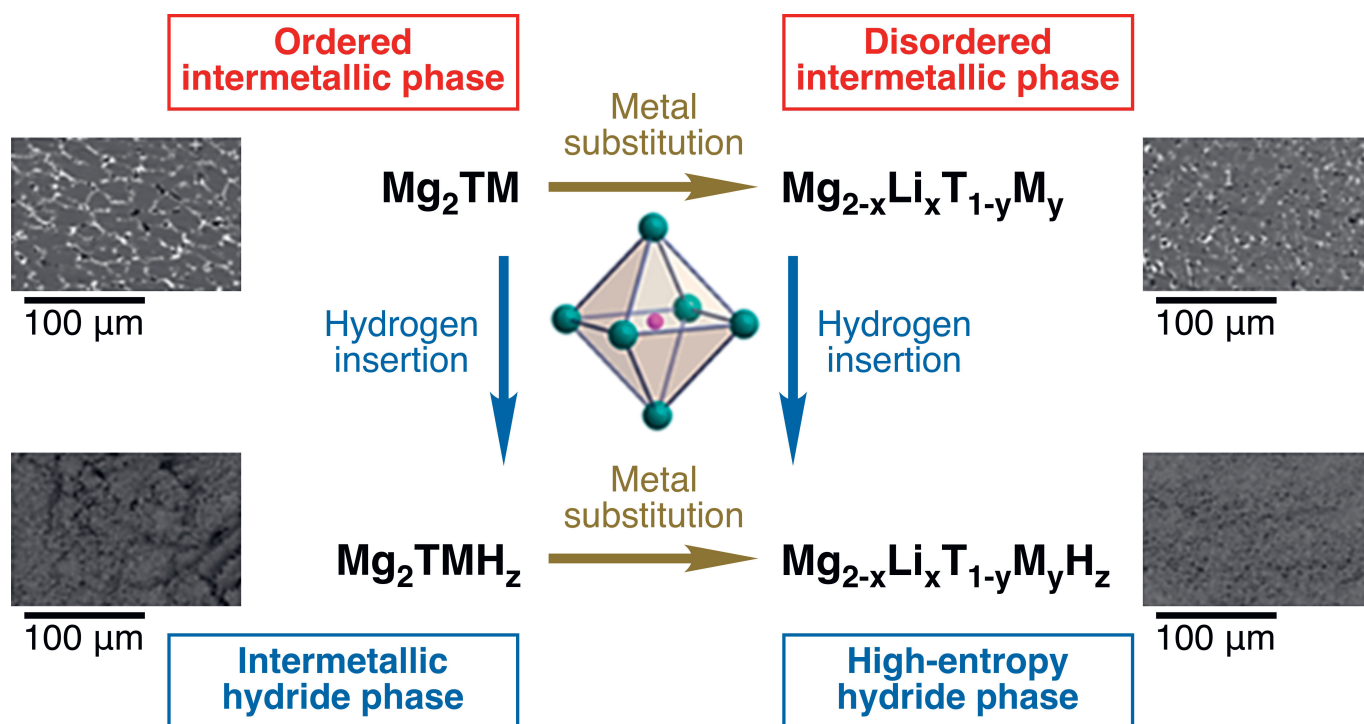 Ordered
intermetallic phase
Disordered
intermetallic phase
Metal
substitution
Mg₂TM
Mg₂₋ₓLiₓT₁₋yMy
100 μm
Hydrogen
insertion
Hydrogen
insertion
100 μm
Metal
substitution
Mg₂TMHz
Mg₂₋ₓLiₓT₁₋yMyHz
100 μm
100 μm
Intermetallic
hydride phase
High-entropy
hydride phase